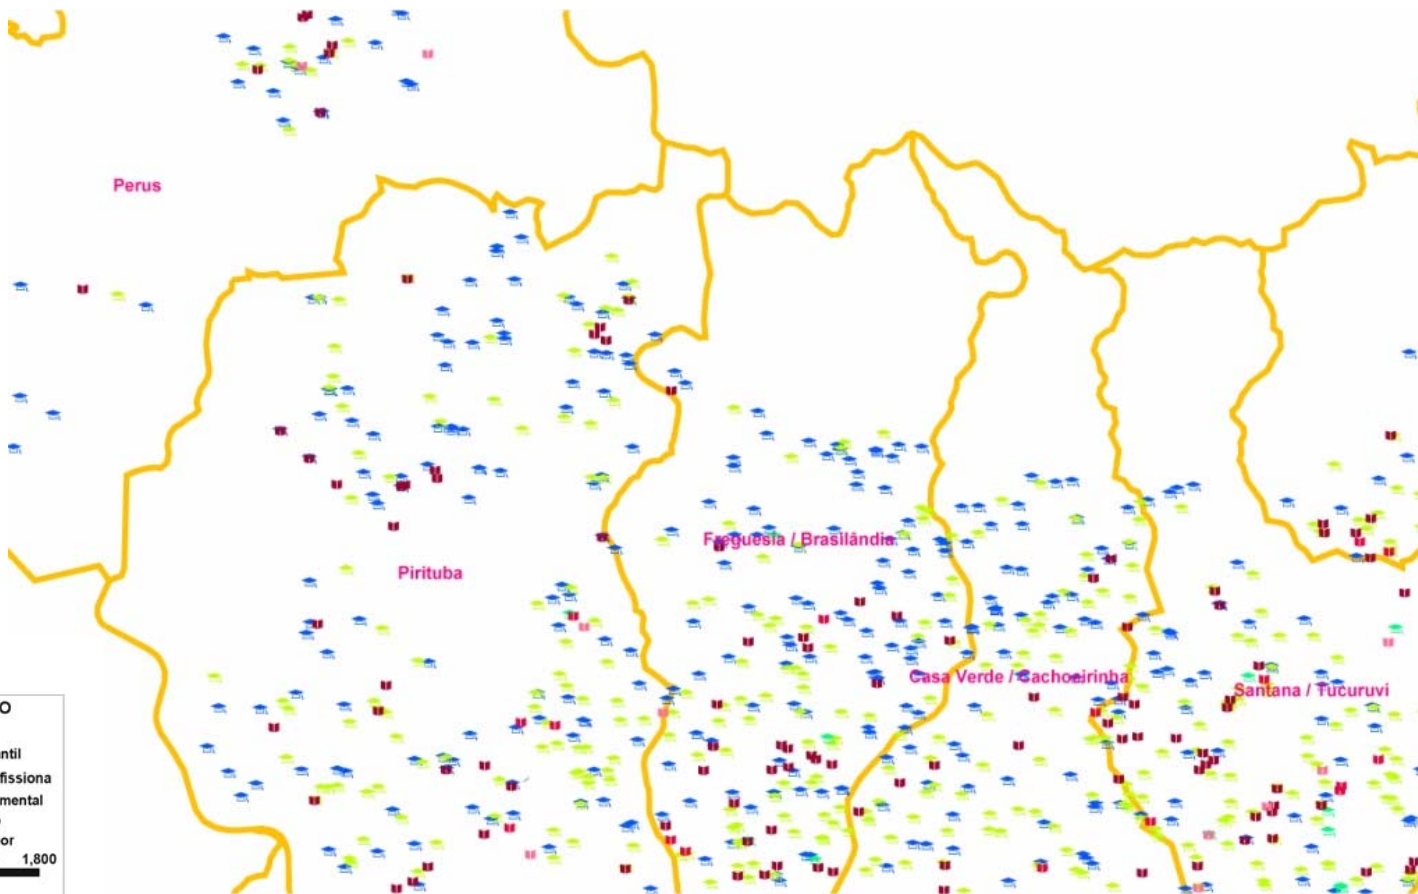 Perus
Freguesia / Brasilândia
Pirituba
Casa Verde / Cachoeirinha
Santana / Tucuruvi
O
ntil
fissiona
mental
or
1,800